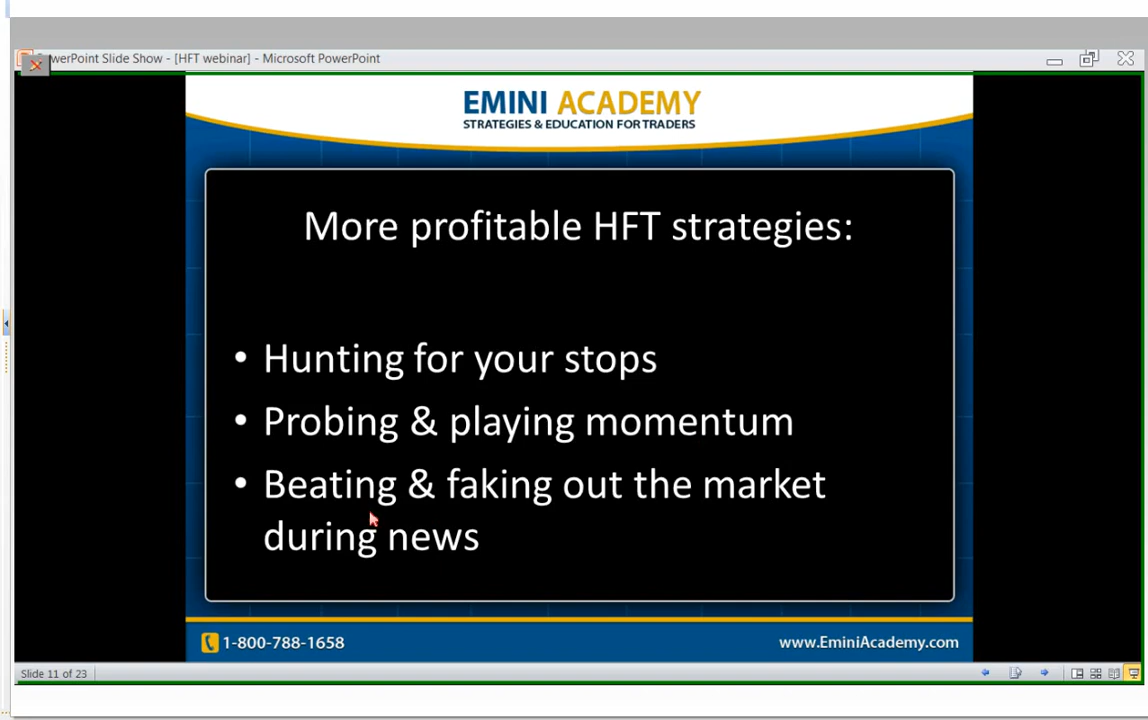 werPoint Slide Show - [HFT webinar] - Microsoft PowerPoint
EMINI ACADEMY
STRATEGIES & EDUCATION FOR TRADERS
More profitable HFT strategies:
• Hunting for your stops
• Probing & playing momentum
• Beating & faking out the market
during news
1-800-788-1658
www.EminiAcademy.com
Slide 11 of 23